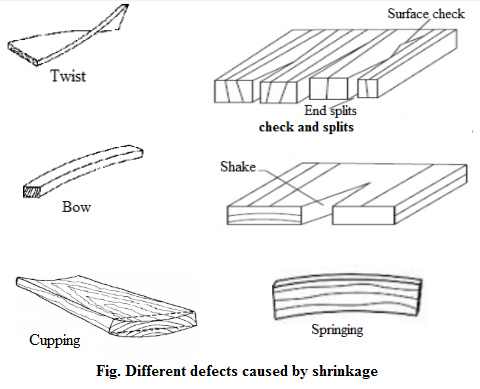 Surface check
Twist
End splits
check and splits
Shake
Bow
Cupping
Springing
Fig. Different defects caused by shrinkage